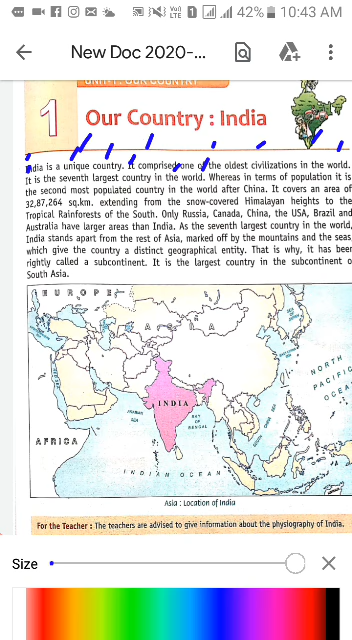 42% 10:43 AM
New Doc 2020-...
UNIT-1 : OUR COUNTRY
1 Our Country : India
India is a unique country. It comprised one of the oldest civilizations in the world.
It is the seventh largest country in the world. Whereas in terms of population it is
the second most populated country in the world after China. It covers an area of
32,87,264 sq.km. extending from the snow-covered Himalayan heights to the
Tropical Rainforests of the South. Only Russia, Canada, China, the USA, Brazil and
Australia have larger areas than India. As the seventh largest country in the world,
India stands apart from the rest of Asia, marked off by the mountains and the seas
which give the country a distinct geographical entity. That is why, it has been
rightly called a subcontinent. It is the largest country in the subcontinent o
South Asia.
EUROPE
ASIA
NORTH
PACIFIC
OCEA
INDIA
ARABIAN
SEA
BAY
OF
BENGAL
AFRICA
INDIAN OCEAN
Asia : Location of India
For the Teacher : The teachers are advised to give information about the physiography of India.
Size